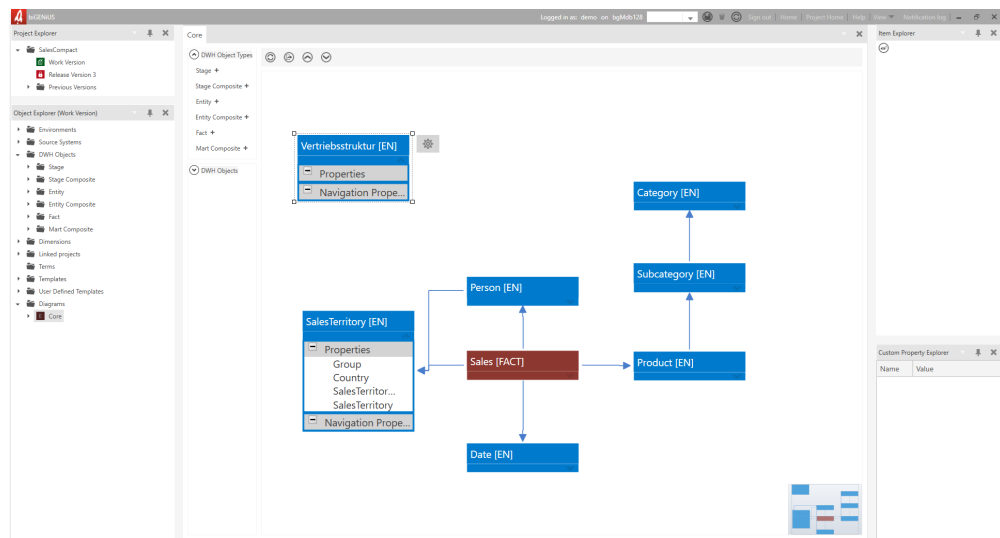 biGENiUS
Logged in as: demo on bgMdb128
Sign out Home Project Home Help View Notification log
Project Explorer
SalesCompact
Work Version
Release Version 3
Previous Versions
Object Explorer (Work Version)
Environments
Source Systems
DWH Objects
Stage
Stage Composite
Entity
Entity Composite
Fact
Mart Composite
Dimensions
Linked projects
Terms
Templates
User Defined Templates
Diagrams
Core
Core
DWH Object Types
Stage +
Stage Composite +
Entity +
Entity Composite +
Fact +
Mart Composite +
DWH Objects
Vertriebsstruktur [EN]
Properties
Navigation Prope...
Category [EN]
Subcategory [EN]
Person [EN]
SalesTerritory [EN]
Properties
Group
Country
SalesTerritor...
SalesTerritory
Navigation Prope...
Sales [FACT]
Product [EN]
Date [EN]
Item Explorer
Custom Property Explorer
Name Value